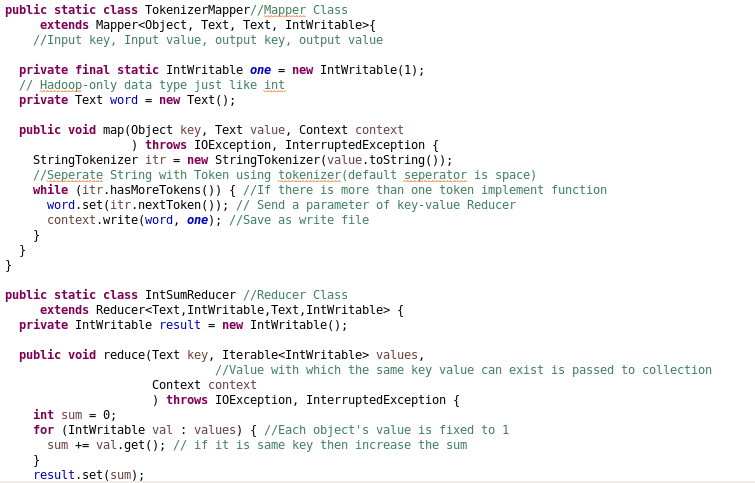 public static class TokenizerMapper//Mapper Class
     extends Mapper<Object, Text, Text, IntWritable>{
    //Input key, Input value, output key, output value

  private final static IntWritable one = new IntWritable(1);
  // Hadoop-only data type just like int
  private Text word = new Text();

  public void map(Object key, Text value, Context context
                  ) throws IOException, InterruptedException {
    StringTokenizer itr = new StringTokenizer(value.toString());
    //Seperate String with Token using tokenizer(default seperator is space)
    while (itr.hasMoreTokens()) { //If there is more than one token implement function
      word.set(itr.nextToken()); // Send a parameter of key-value Reducer
      context.write(word, one); //Save as write file
    }
  }
}

public static class IntSumReducer //Reducer Class
     extends Reducer<Text,IntWritable,Text,IntWritable> {
  private IntWritable result = new IntWritable();

  public void reduce(Text key, Iterable<IntWritable> values,
                              //Value with which the same key value can exist is passed to collection
                     Context context
                     ) throws IOException, InterruptedException {
    int sum = 0;
    for (IntWritable val : values) { //Each object's value is fixed to 1
      sum += val.get(); // if it is same key then increase the sum
    }
    result.set(sum);